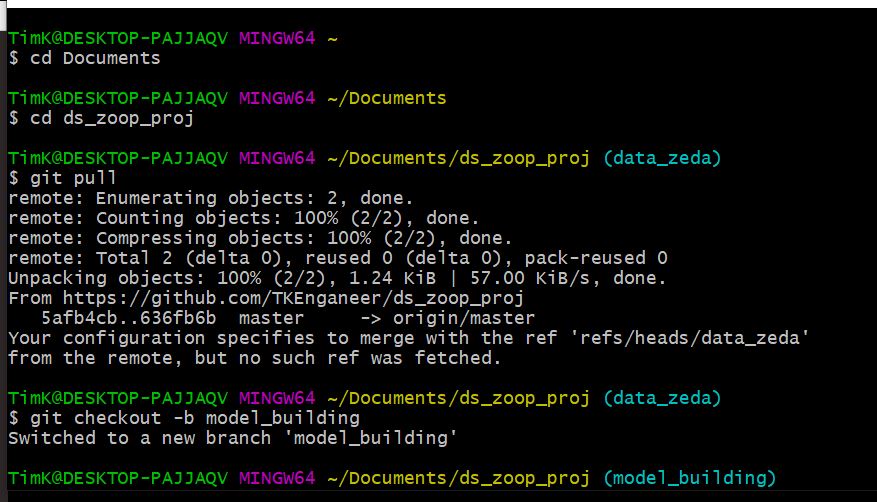 TimK@DESKTOP-PAJJAQV MINGW64 ~
$ cd Documents
TimK@DESKTOP-PAJJAQV MINGW64 ~/Documents
$ cd ds_zoop_proj
TimK@DESKTOP-PAJJAQV MINGW64 ~/Documents/ds_zoop_proj (data_zeda)
$ git pull
remote: Enumerating objects: 2, done.
remote: Counting objects: 100% (2/2), done.
remote: Compressing objects: 100% (2/2), done.
remote: Total 2 (delta 0), reused 0 (delta 0), pack-reused 0
Unpacking objects: 100% (2/2), 1.24 KiB | 57.00 KiB/s, done.
From https://github.com/TKEnganeer/ds_zoop_proj
   5afb4cb..636fb6b  master     -> origin/master
Your configuration specifies to merge with the ref 'refs/heads/data_zeda'
from the remote, but no such ref was fetched.
TimK@DESKTOP-PAJJAQV MINGW64 ~/Documents/ds_zoop_proj (data_zeda)
$ git checkout -b model_building
Switched to a new branch 'model_building'
TimK@DESKTOP-PAJJAQV MINGW64 ~/Documents/ds_zoop_proj (model_building)